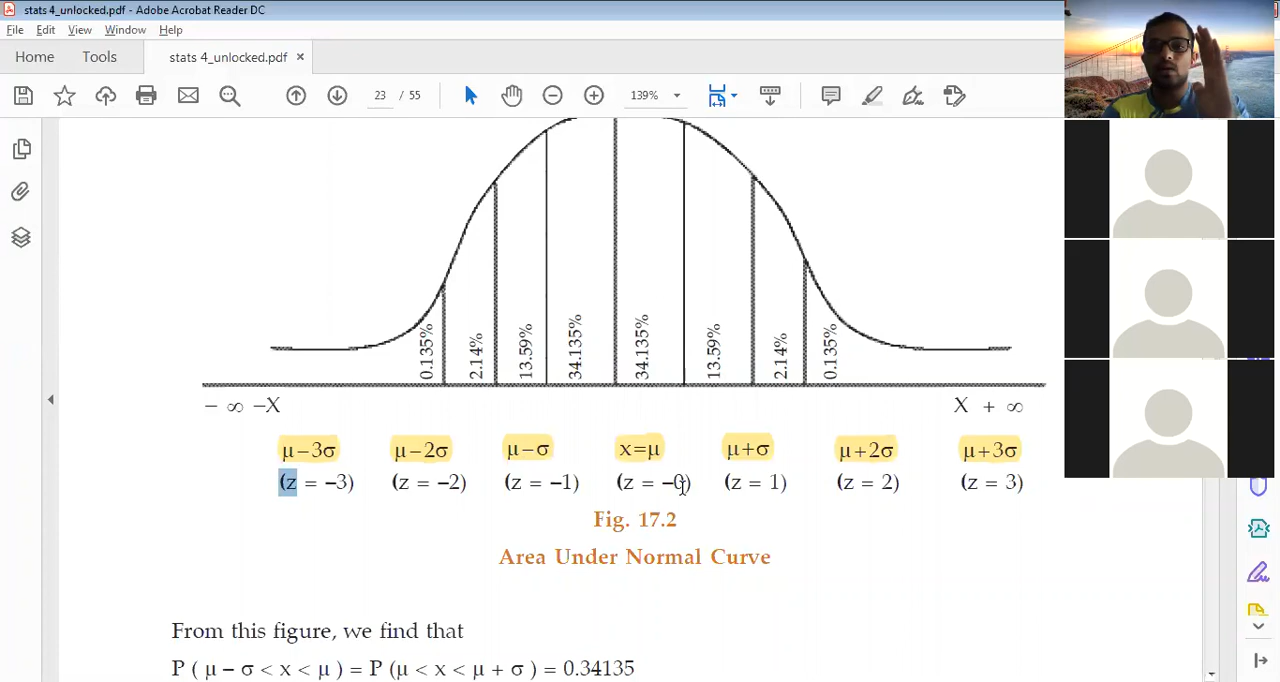 stats 4_unlocked.pdf - Adobe Acrobat Reader DC
File Edit View Window Help
Home Tools stats 4_unlocked.pdf ×
23 / 55 139%
0.135% 2.14% 13.59% 34.135% 34.135% 13.59% 2.14% 0.135%
– ∞ –X X + ∞
μ–3σ μ–2σ μ–σ x=μ μ+σ μ+2σ μ+3σ
(z = –3) (z = –2) (z = –1) (z = –0) (z = 1) (z = 2) (z = 3)
Fig. 17.2
Area Under Normal Curve
From this figure, we find that
P ( μ – σ < x < μ ) = P (μ < x < μ + σ ) = 0.34135